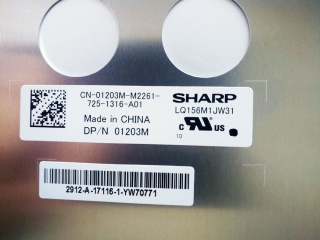 CN-01203M-M2261-
725-1316-A01
Made in CHINA
DP/N 01203M
SHARP
LQ156M1JW31
c UR US
10
2912-A-17116-1-YW70771